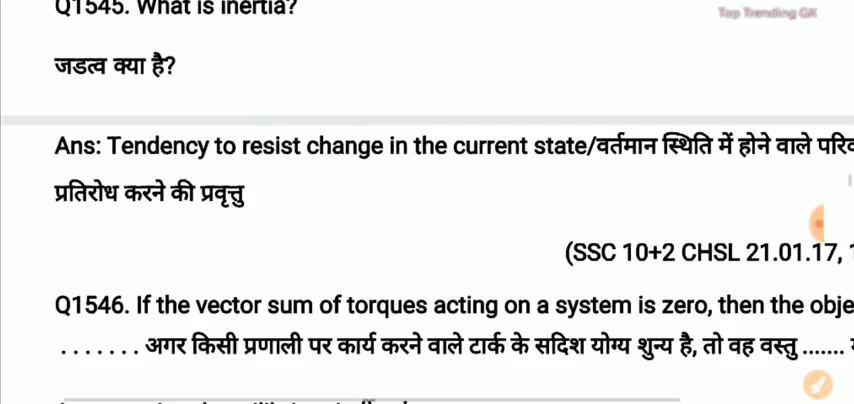 Q1545. What is inertia?
Top Trending GK
जडत्व क्या है?
Ans: Tendency to resist change in the current state/वर्तमान स्थिति में होने वाले
प्रतिरोध करने की प्रवृत्तु
(SSC 10+2 CHSL 21.01.17,
Q1546. If the vector sum of torques acting on a system is zero, then the obje
. . . . . . . अगर किसी प्रणाली पर कार्य करने वाले टार्क के सदिश योग्य शुन्य है, तो वह वस्तु .......